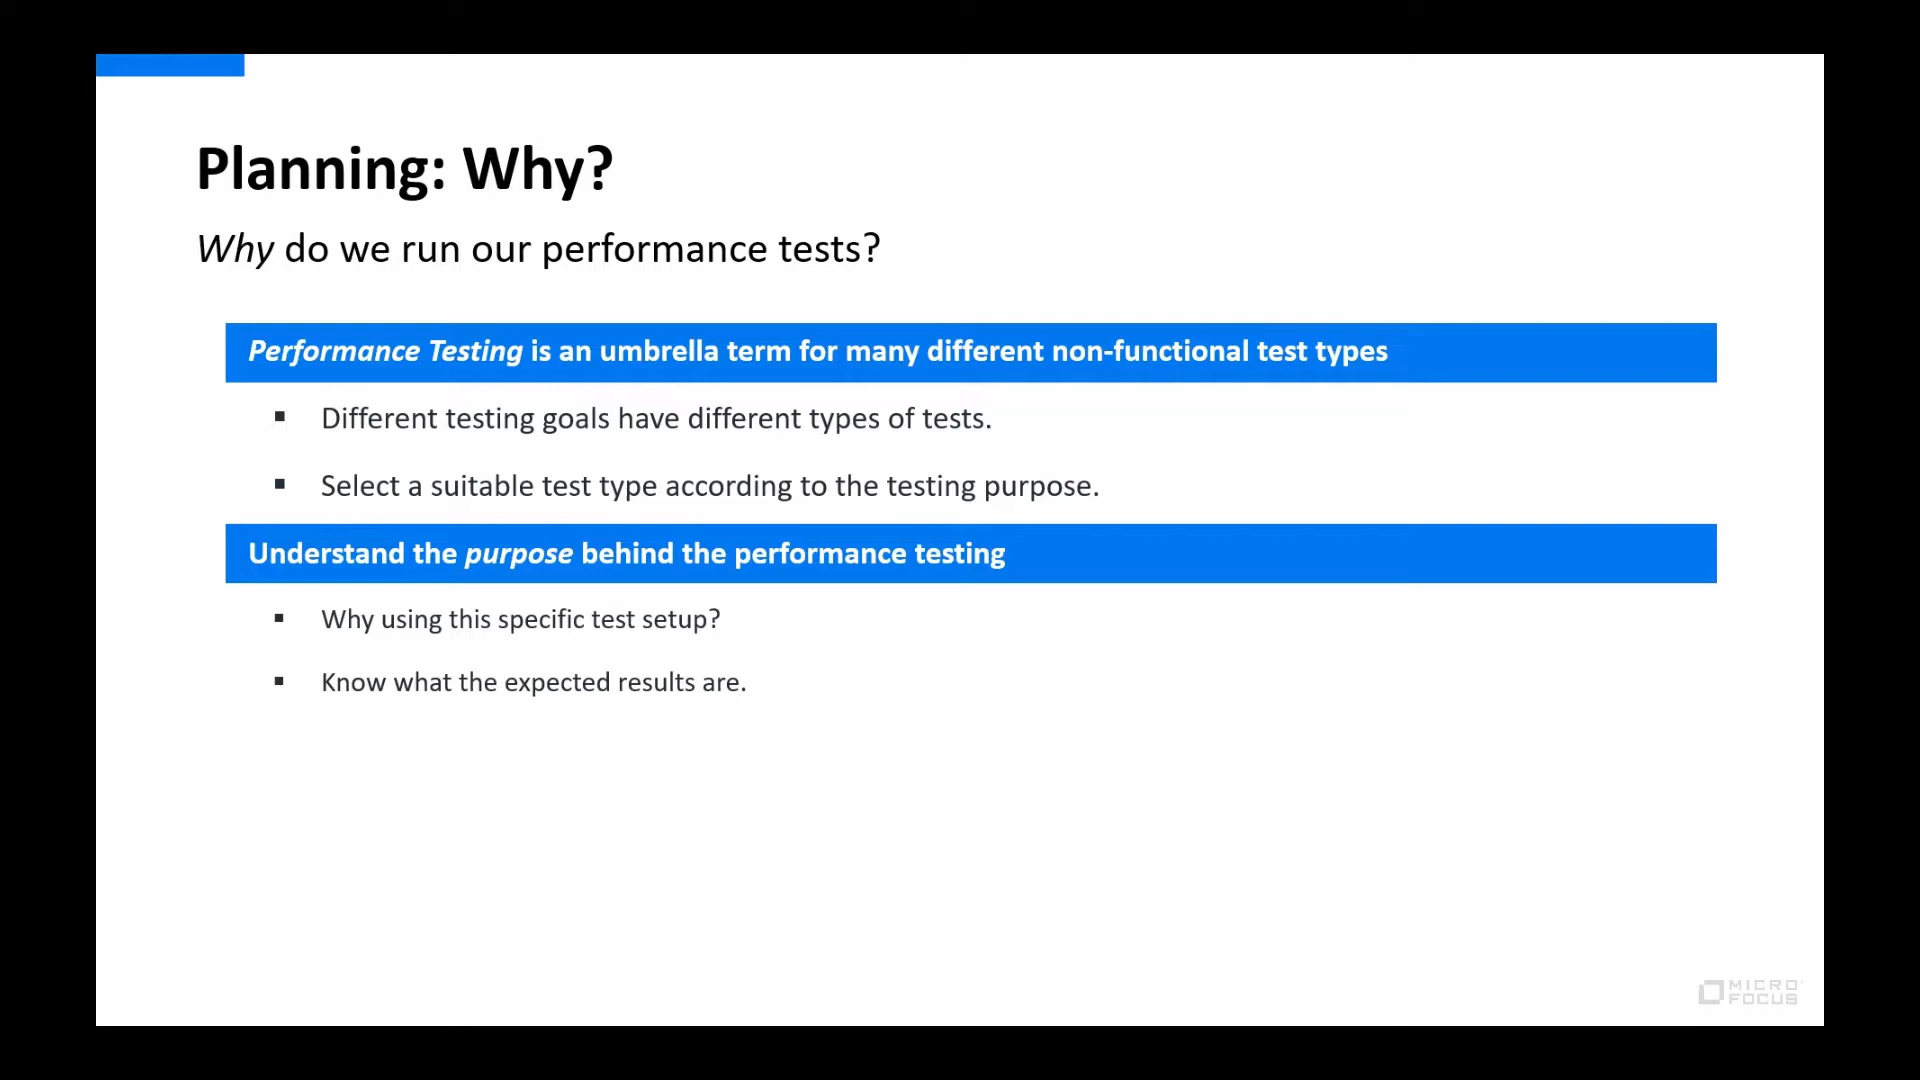 Planning: Why?
Why do we run our performance tests?
Performance Testing is an umbrella term for many different non-functional test types
▪ Different testing goals have different types of tests.
▪ Select a suitable test type according to the testing purpose.
Understand the purpose behind the performance testing
▪ Why using this specific test setup?
▪ Know what the expected results are.
MICRO
FOCUS